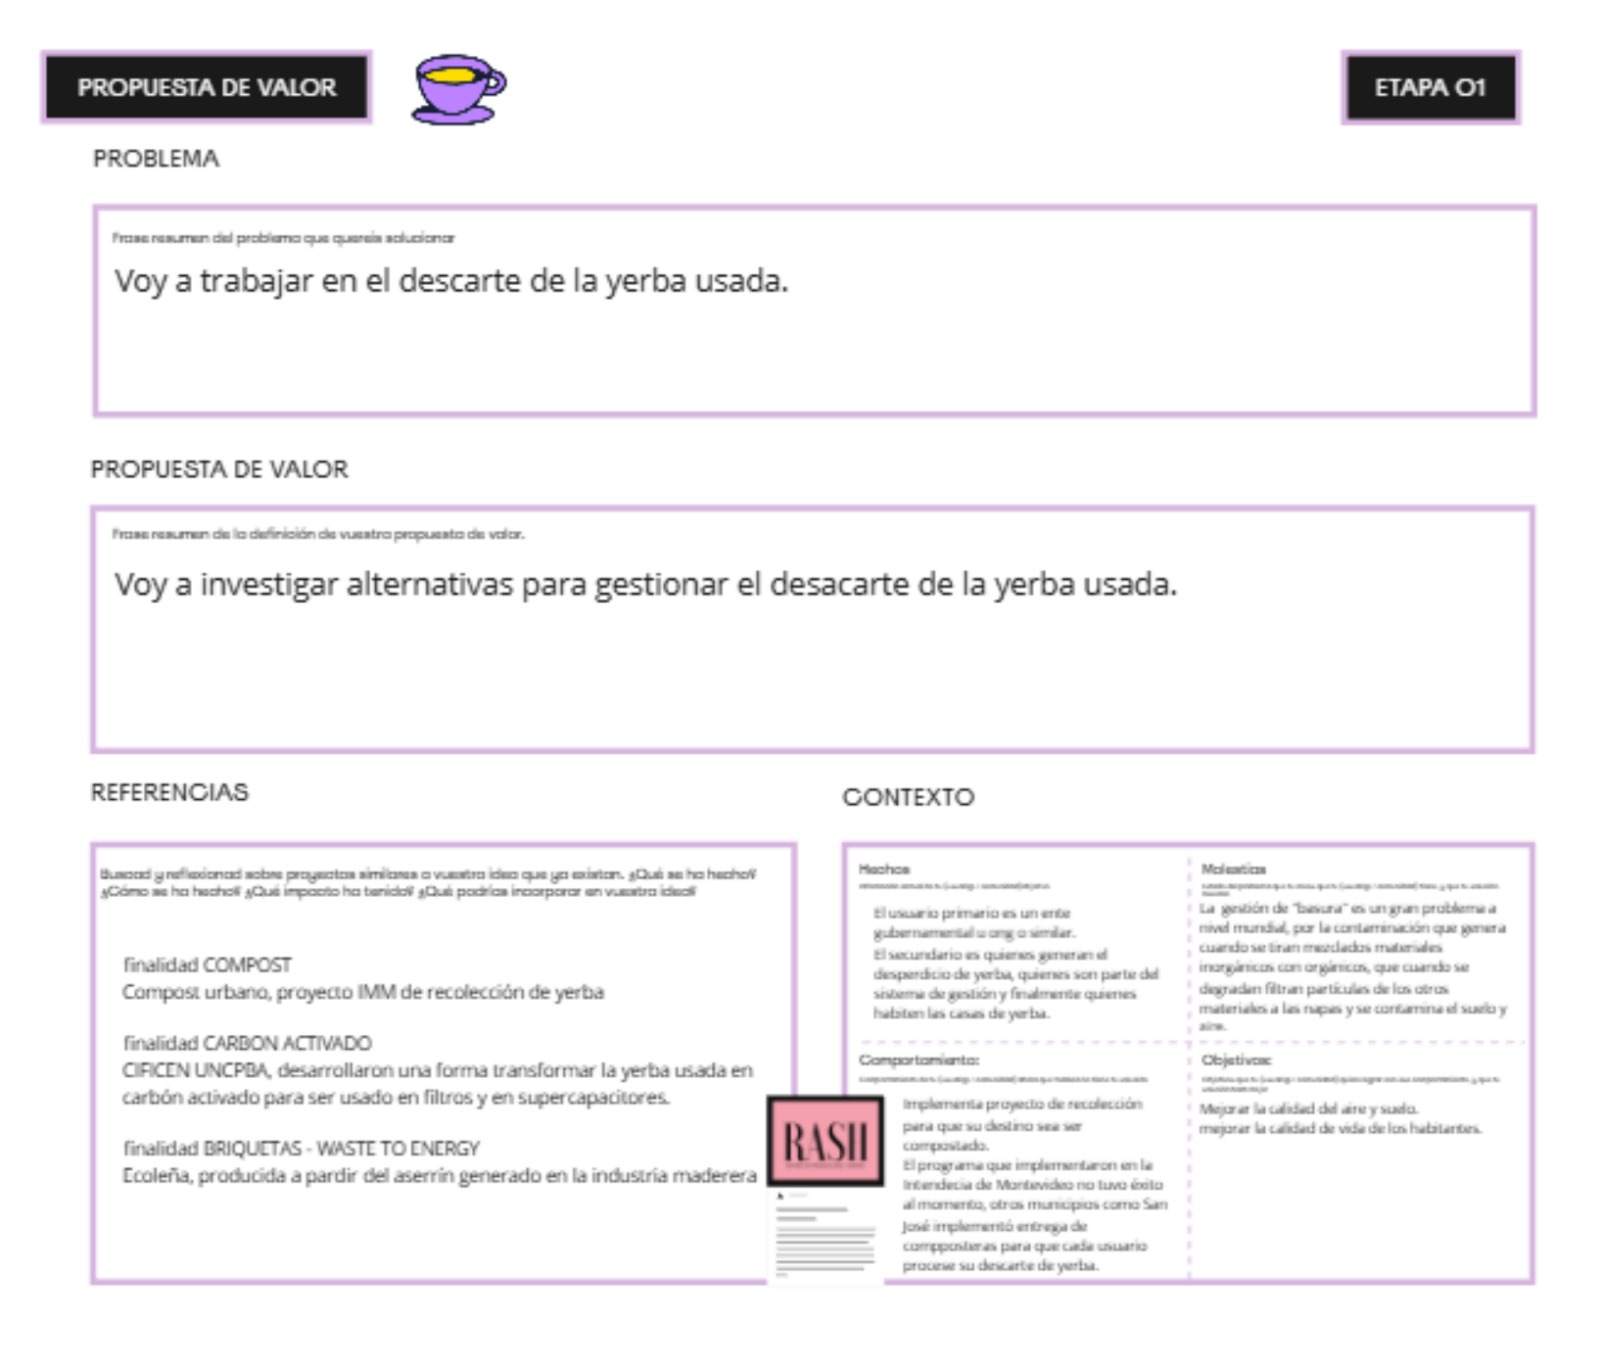 PROPUESTA DE VALOR
ETAPA 01
PROBLEMA
Frase resumen del problema que quereis solucionar
Voy a trabajar en el descarte de la yerba usada.
PROPUESTA DE VALOR
Frase resumen de la definición de vuestra propuesta de valor.
Voy a investigar alternativas para gestionar el desacarte de la yerba usada.
REFERENCIAS
Buscad y reflexionad sobre proyectos similares a vuestra idea que ya existan. ¿Qué se ha hecho?
¿Cómo se ha hecho? ¿Qué impacto ha tenido? ¿Qué podrías incorporar en vuestra idea?
finalidad COMPOST
Compost urbano, proyecto IMM de recolección de yerba
finalidad CARBON ACTIVADO
CIFICEN UNCPBA, desarrollaron una forma transformar la yerba usada en
carbón activado para ser usado en filtros y en supercapacitores.
finalidad BRIQUETAS - WASTE TO ENERGY
Ecoleña, producida a pardir del aserrín generado en la industria maderera
CONTEXTO
Hechos
El usuario primario es un ente
gubernamental u ong o similar.
El secundario es quienes generan el
desperdicio de yerba, quienes son parte del
sistema de gestión y finalmente quienes
habiten las casas de yerba.
Molestias
La gestión de "basura" es un gran problema a
nivel mundial, por la contaminación que genera
cuando se tiran mezclados materiales
inorgánicos con orgánicos, que cuando se
degradan filtran partículas de los otros
materiales a las napas y se contamina el suelo y
aire.
Comportamiento:
Implementa proyecto de recolección
para que su destino sea ser
compostado.
El programa que implementaron en la
Intendecia de Montevideo no tuvo éxito
al momento, otros municipios como San
José implementó entrega de
compposteras para que cada usuario
procese su descarte de yerba.
Objetivos:
Mejorar la calidad del aire y suelo.
mejorar la calidad de vida de los habitantes.
RASH